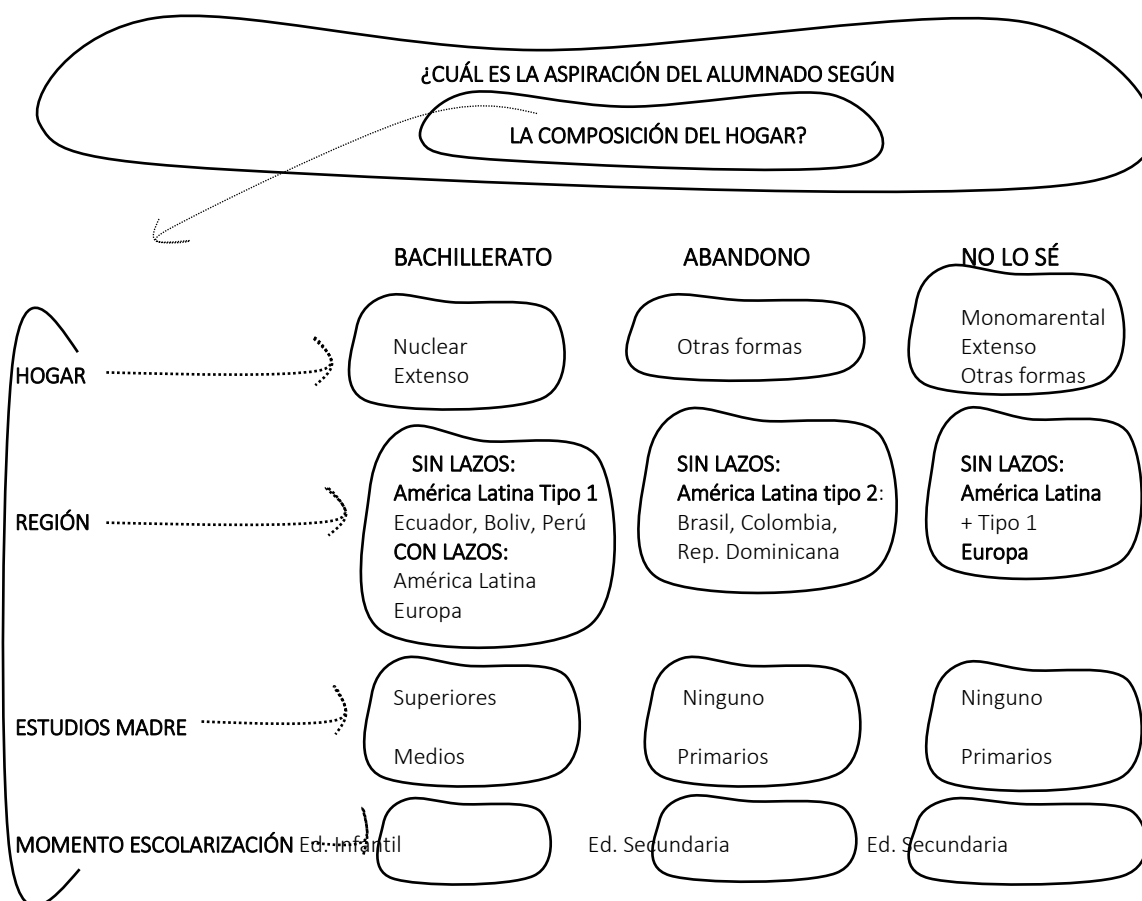 ¿CUÁL ES LA ASPIRACIÓN DEL ALUMNADO SEGÚN
LA COMPOSICIÓN DEL HOGAR?
BACHILLERATO ABANDONO NO LO SÉ
HOGAR
Nuclear
Extenso
Otras formas
Monomarental
Extenso
Otras formas
REGIÓN
SIN LAZOS:
América Latina Tipo 1
Ecuador, Boliv, Perú
CON LAZOS:
América Latina
Europa
SIN LAZOS:
América Latina tipo 2:
Brasil, Colombia,
Rep. Dominicana
SIN LAZOS:
América Latina
+ Tipo 1
Europa
ESTUDIOS MADRE
Superiores
Medios
Ninguno
Primarios
Ninguno
Primarios
MOMENTO ESCOLARIZACIÓN Ed. Infantil Ed. Secundaria Ed. Secundaria